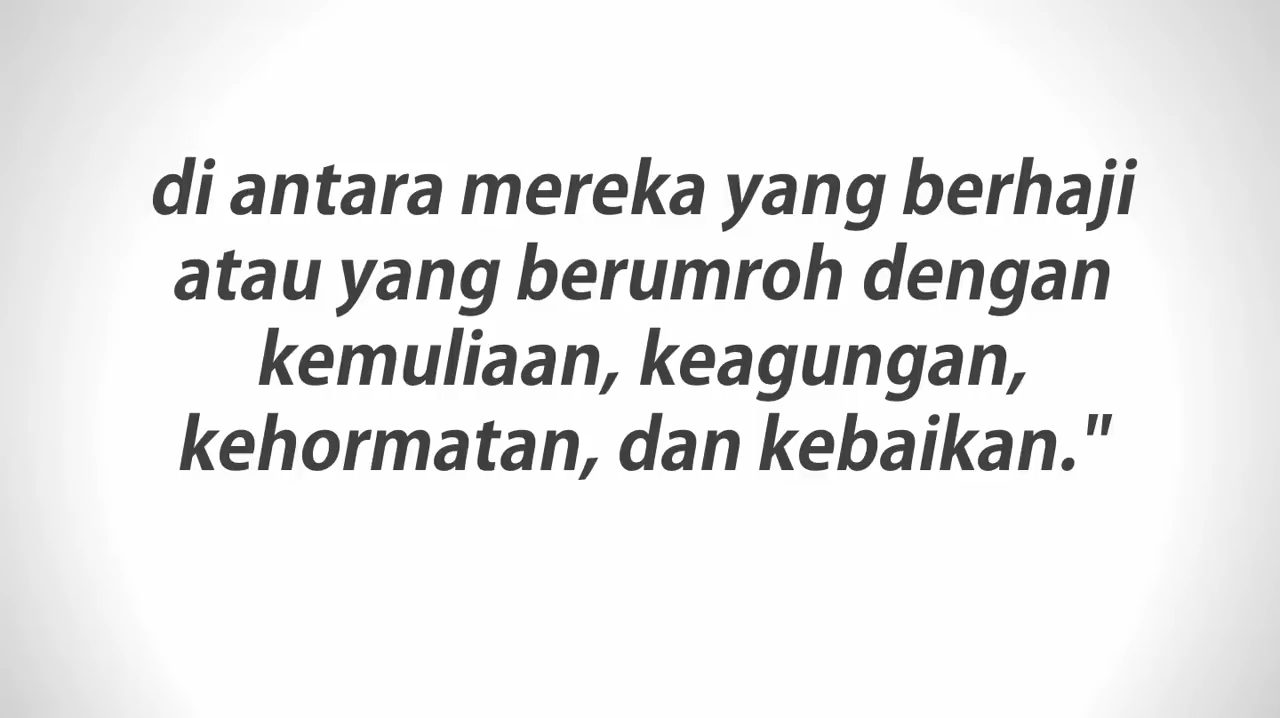 di antara mereka yang berhaji
atau yang berumroh dengan
kemuliaan, keagungan,
kehormatan, dan kebaikan."